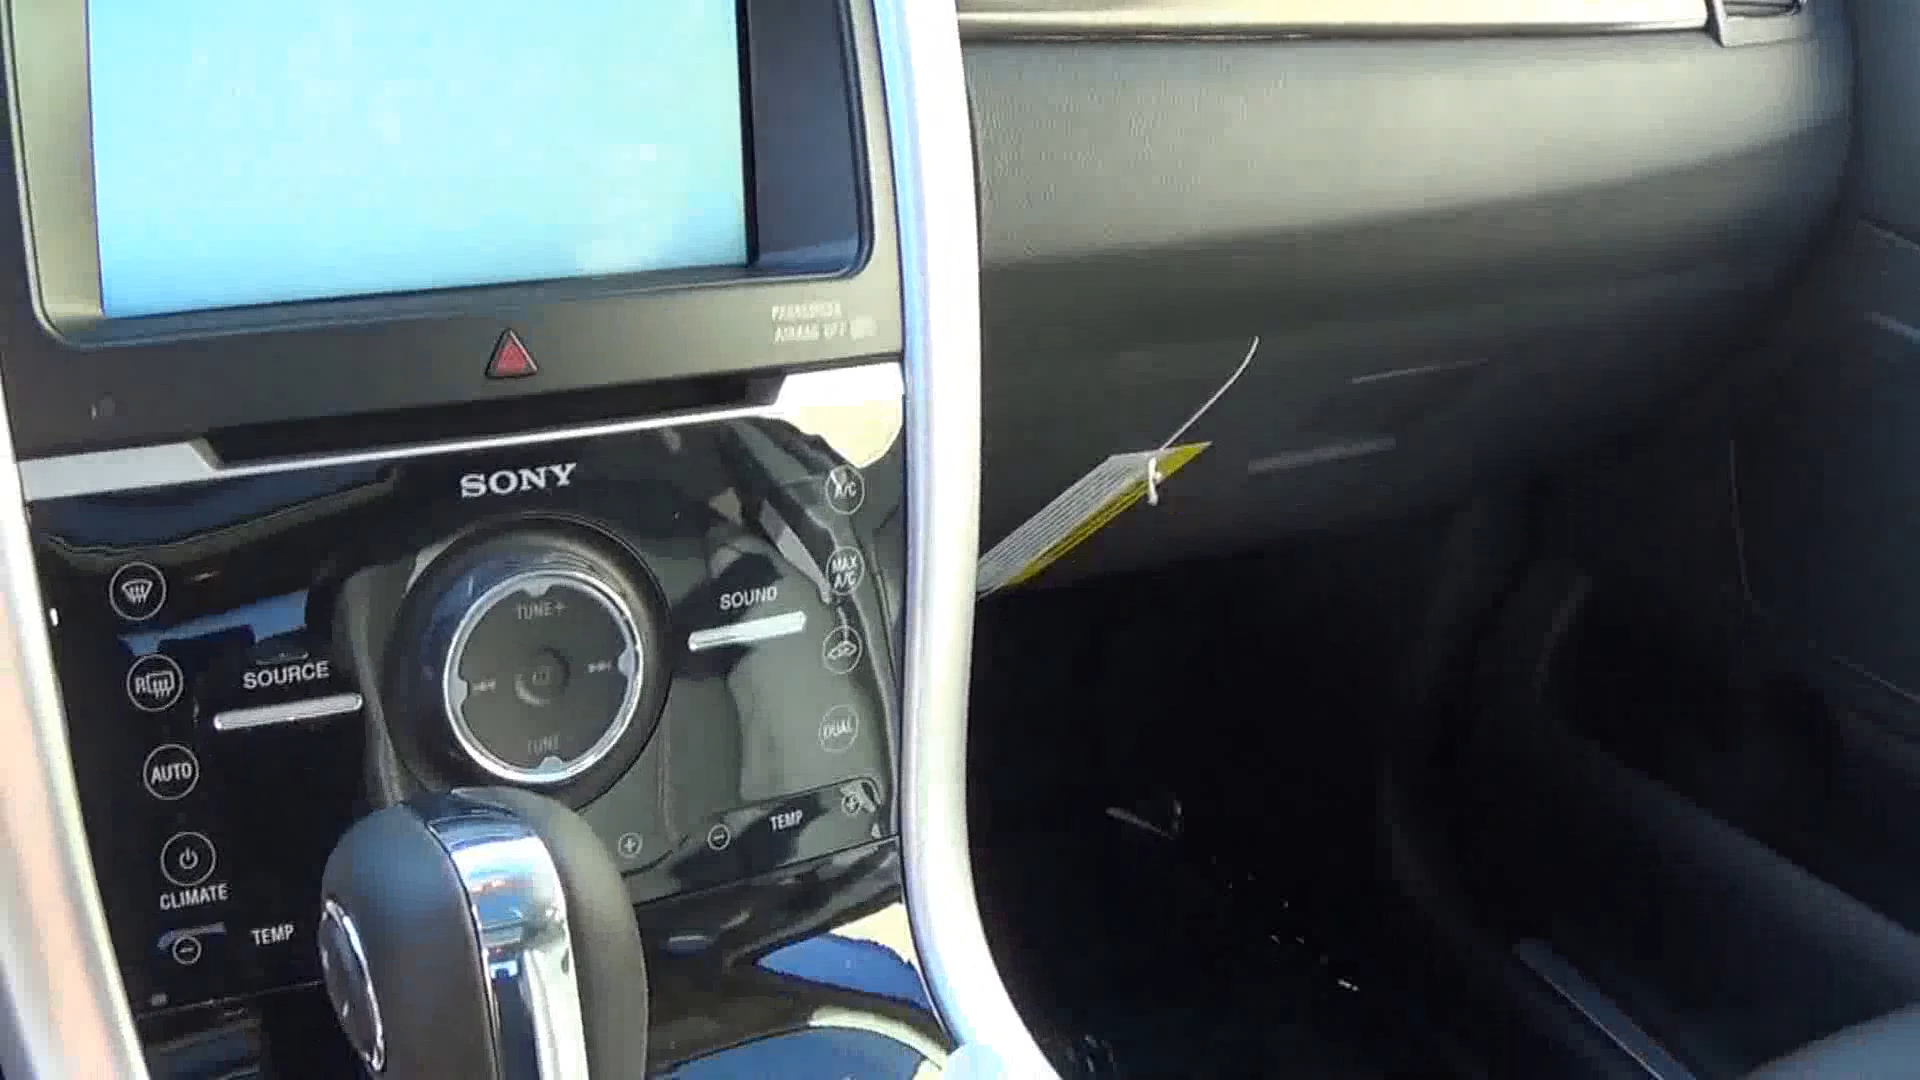 PASSENGER
AIRBAG OFF
SONY
A/C
MAX
A/C
TUNE+
SOUND
SOURCE
R
TUNE
DUAL
AUTO
TEMP
CLIMATE
TEMP